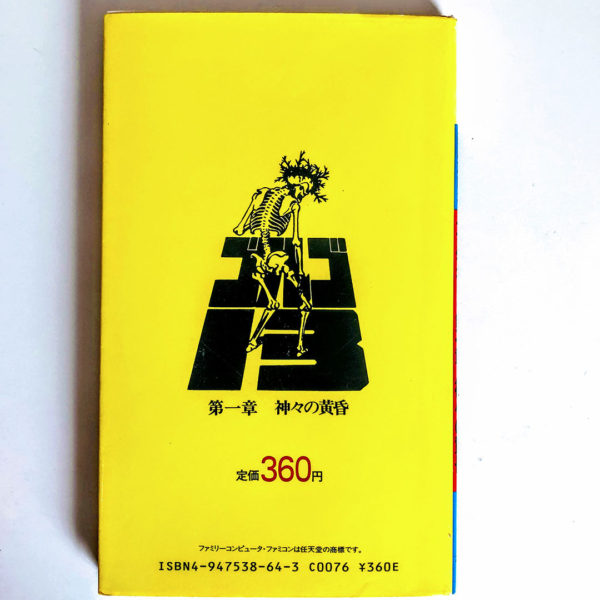 ゴルゴ
13
第一章 神々の黄昏
定価360円
ファミリーコンピュータ・ファミコンは任天堂の商標です。
ISBN4-947538-64-3 C0076 ¥360E